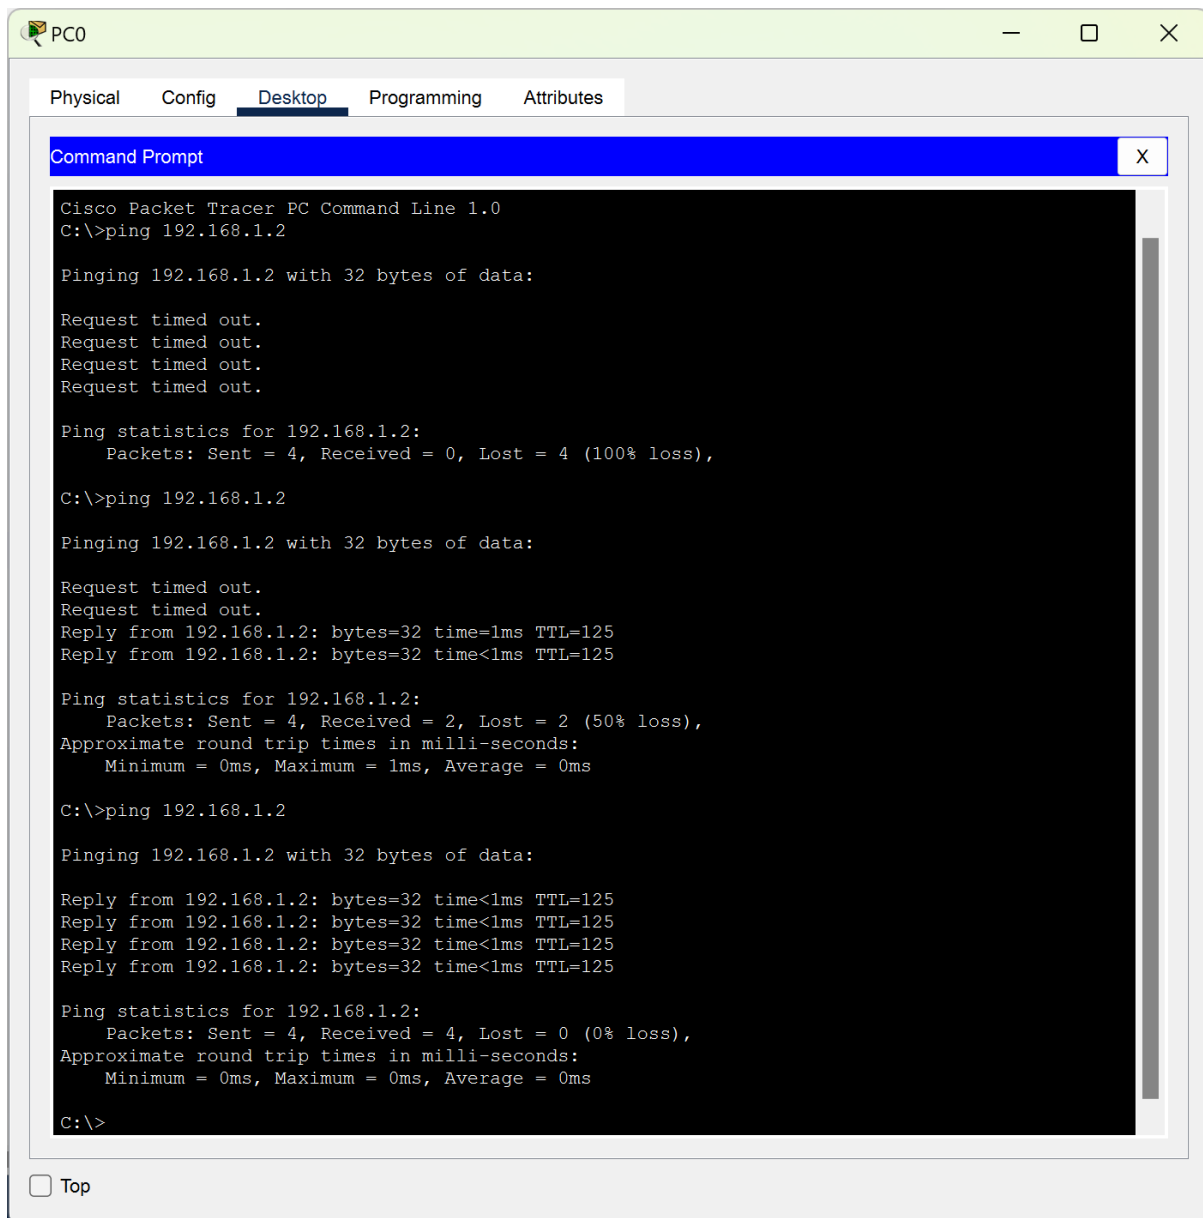 PC0
Physical Config Desktop Programming Attributes
Command Prompt X
Cisco Packet Tracer PC Command Line 1.0
C:\>ping 192.168.1.2
Pinging 192.168.1.2 with 32 bytes of data:
Request timed out.
Request timed out.
Request timed out.
Request timed out.
Ping statistics for 192.168.1.2:
Packets: Sent = 4, Received = 0, Lost = 4 (100% loss),
C:\>ping 192.168.1.2
Pinging 192.168.1.2 with 32 bytes of data:
Request timed out.
Request timed out.
Reply from 192.168.1.2: bytes=32 time=1ms TTL=125
Reply from 192.168.1.2: bytes=32 time<1ms TTL=125
Ping statistics for 192.168.1.2:
Packets: Sent = 4, Received = 2, Lost = 2 (50% loss),
Approximate round trip times in milli-seconds:
Minimum = 0ms, Maximum = 1ms, Average = 0ms
C:\>ping 192.168.1.2
Pinging 192.168.1.2 with 32 bytes of data:
Reply from 192.168.1.2: bytes=32 time<1ms TTL=125
Reply from 192.168.1.2: bytes=32 time<1ms TTL=125
Reply from 192.168.1.2: bytes=32 time<1ms TTL=125
Reply from 192.168.1.2: bytes=32 time<1ms TTL=125
Ping statistics for 192.168.1.2:
Packets: Sent = 4, Received = 4, Lost = 0 (0% loss),
Approximate round trip times in milli-seconds:
Minimum = 0ms, Maximum = 0ms, Average = 0ms
C:\>
Top